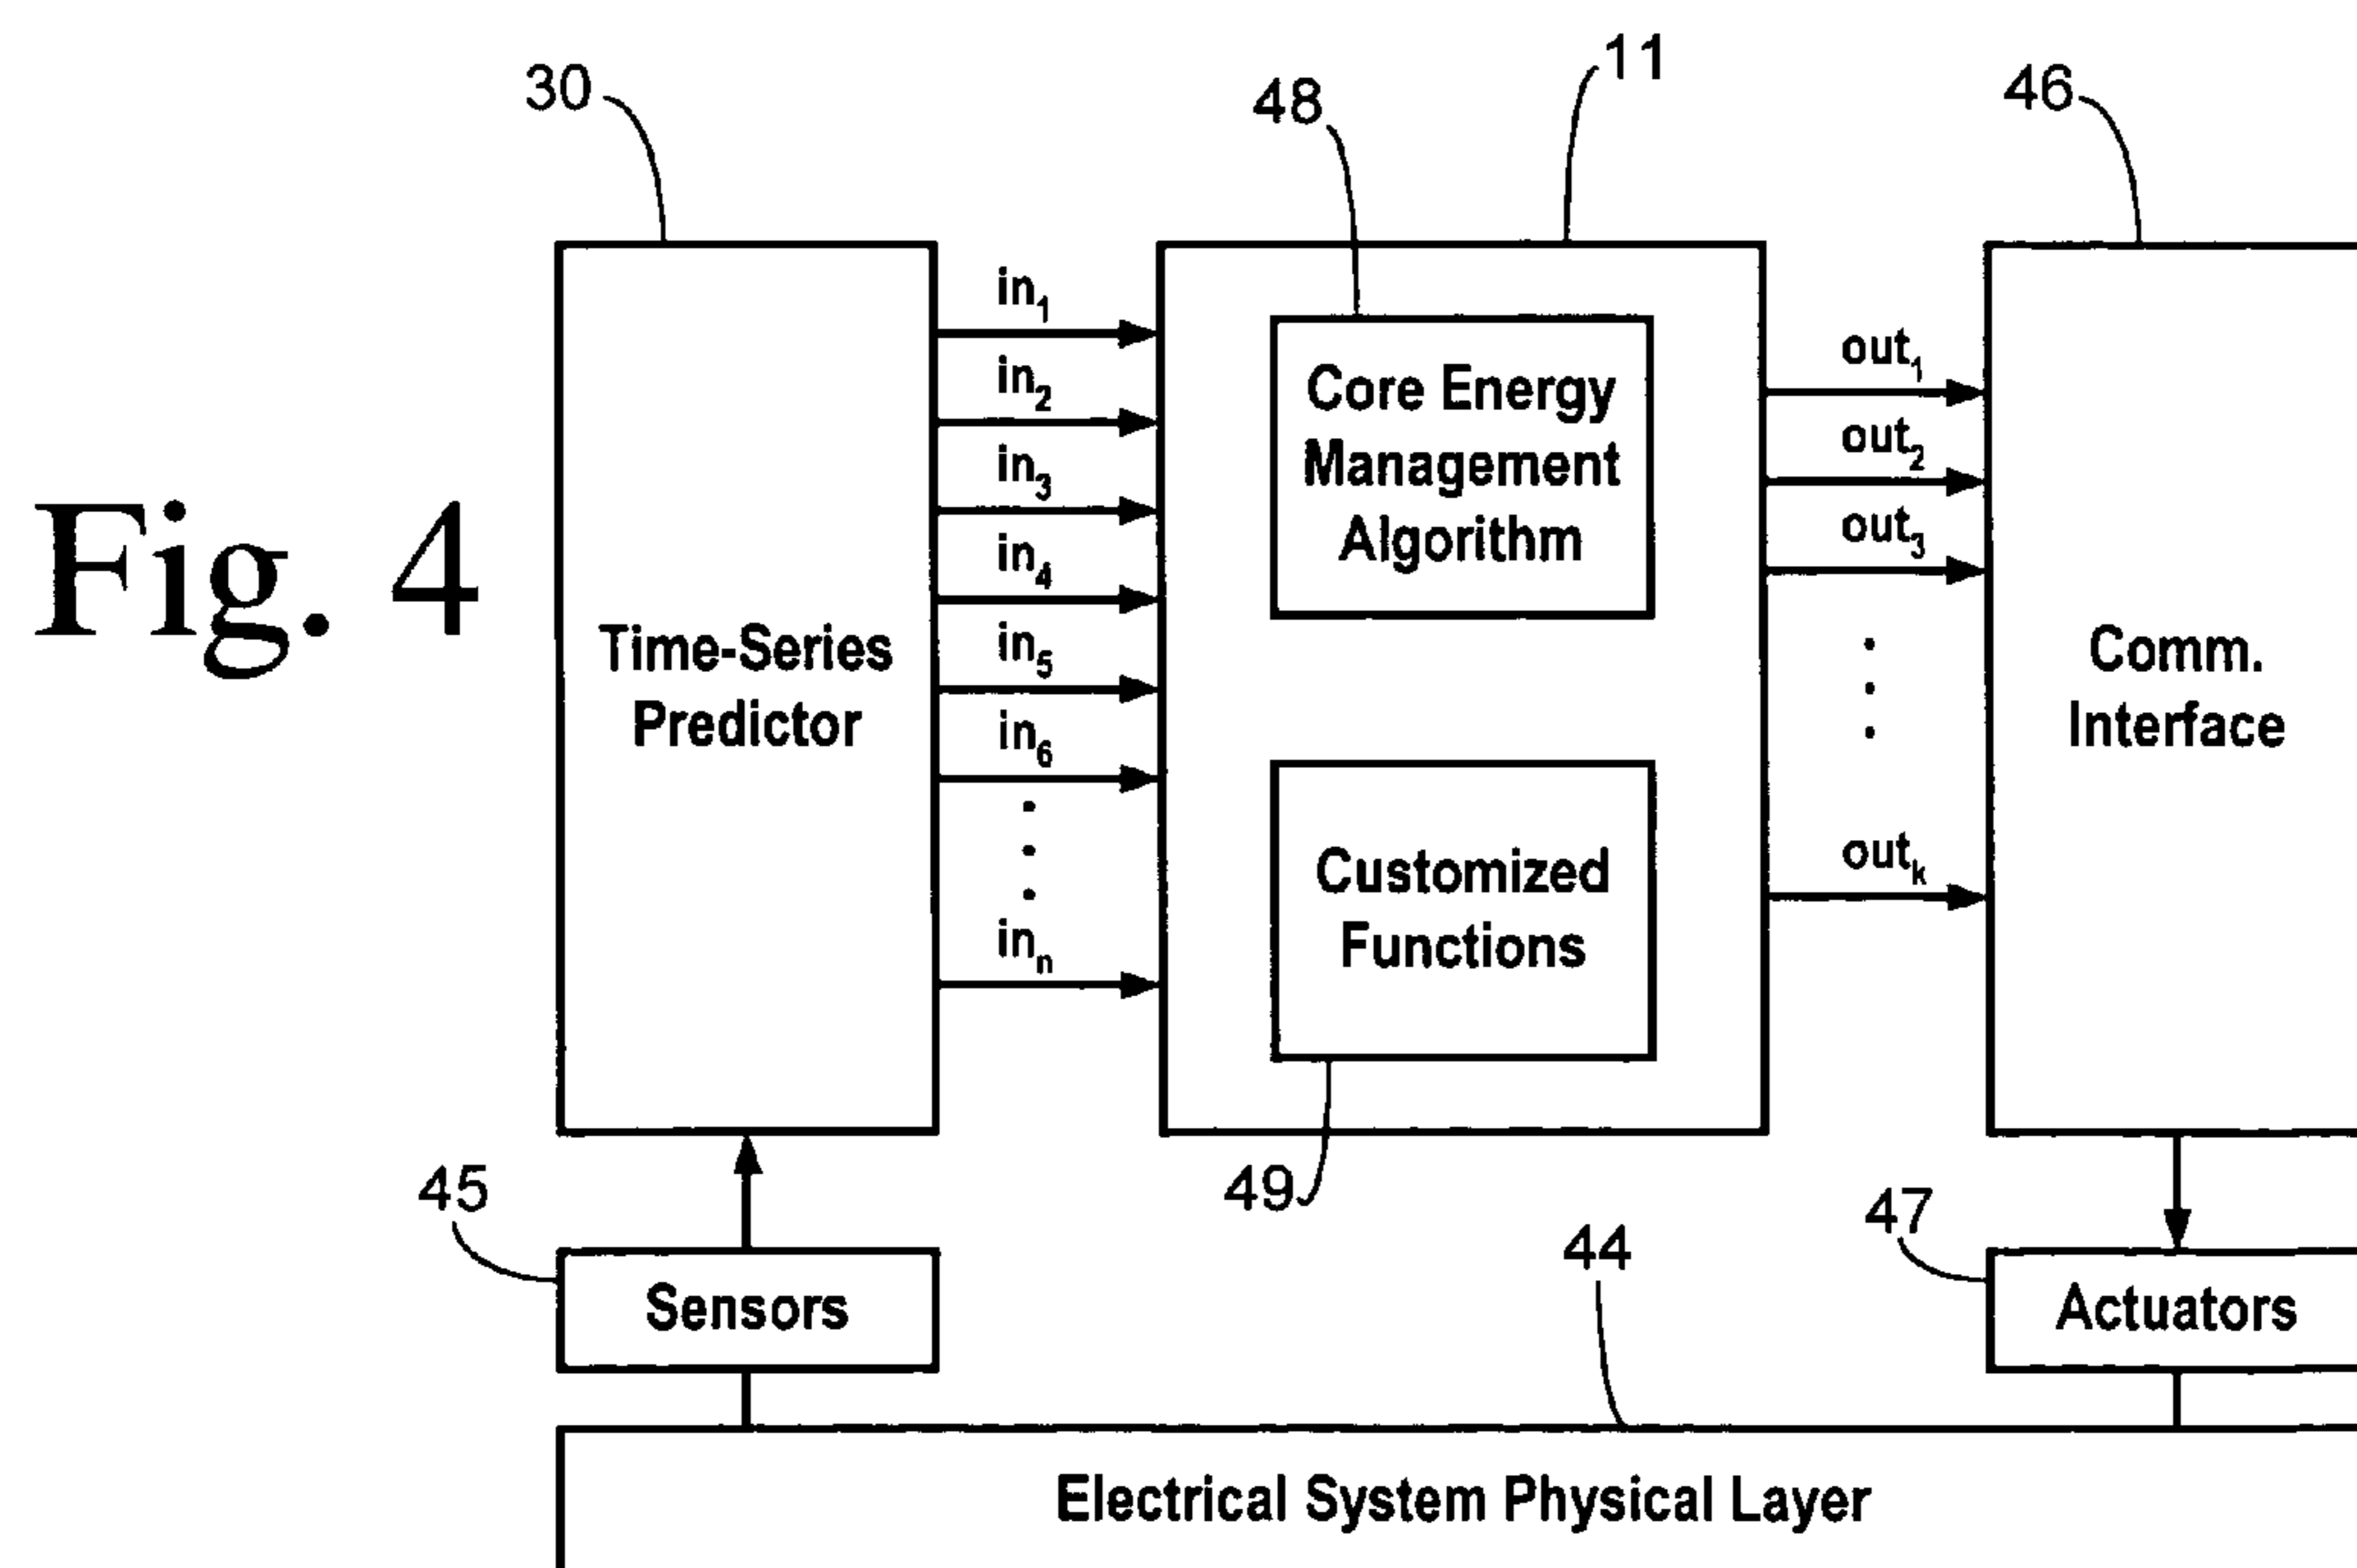 30
48
11
46
in1
in2
in3
in4
in5
in6
inn
Core Energy
Management
Algorithm
out1
out2
out3
outk
Fig. 4
Time-Series
Predictor
Comm.
Interface
Customized
Functions
45
49
44
47
Sensors
Actuators
Electrical System Physical Layer